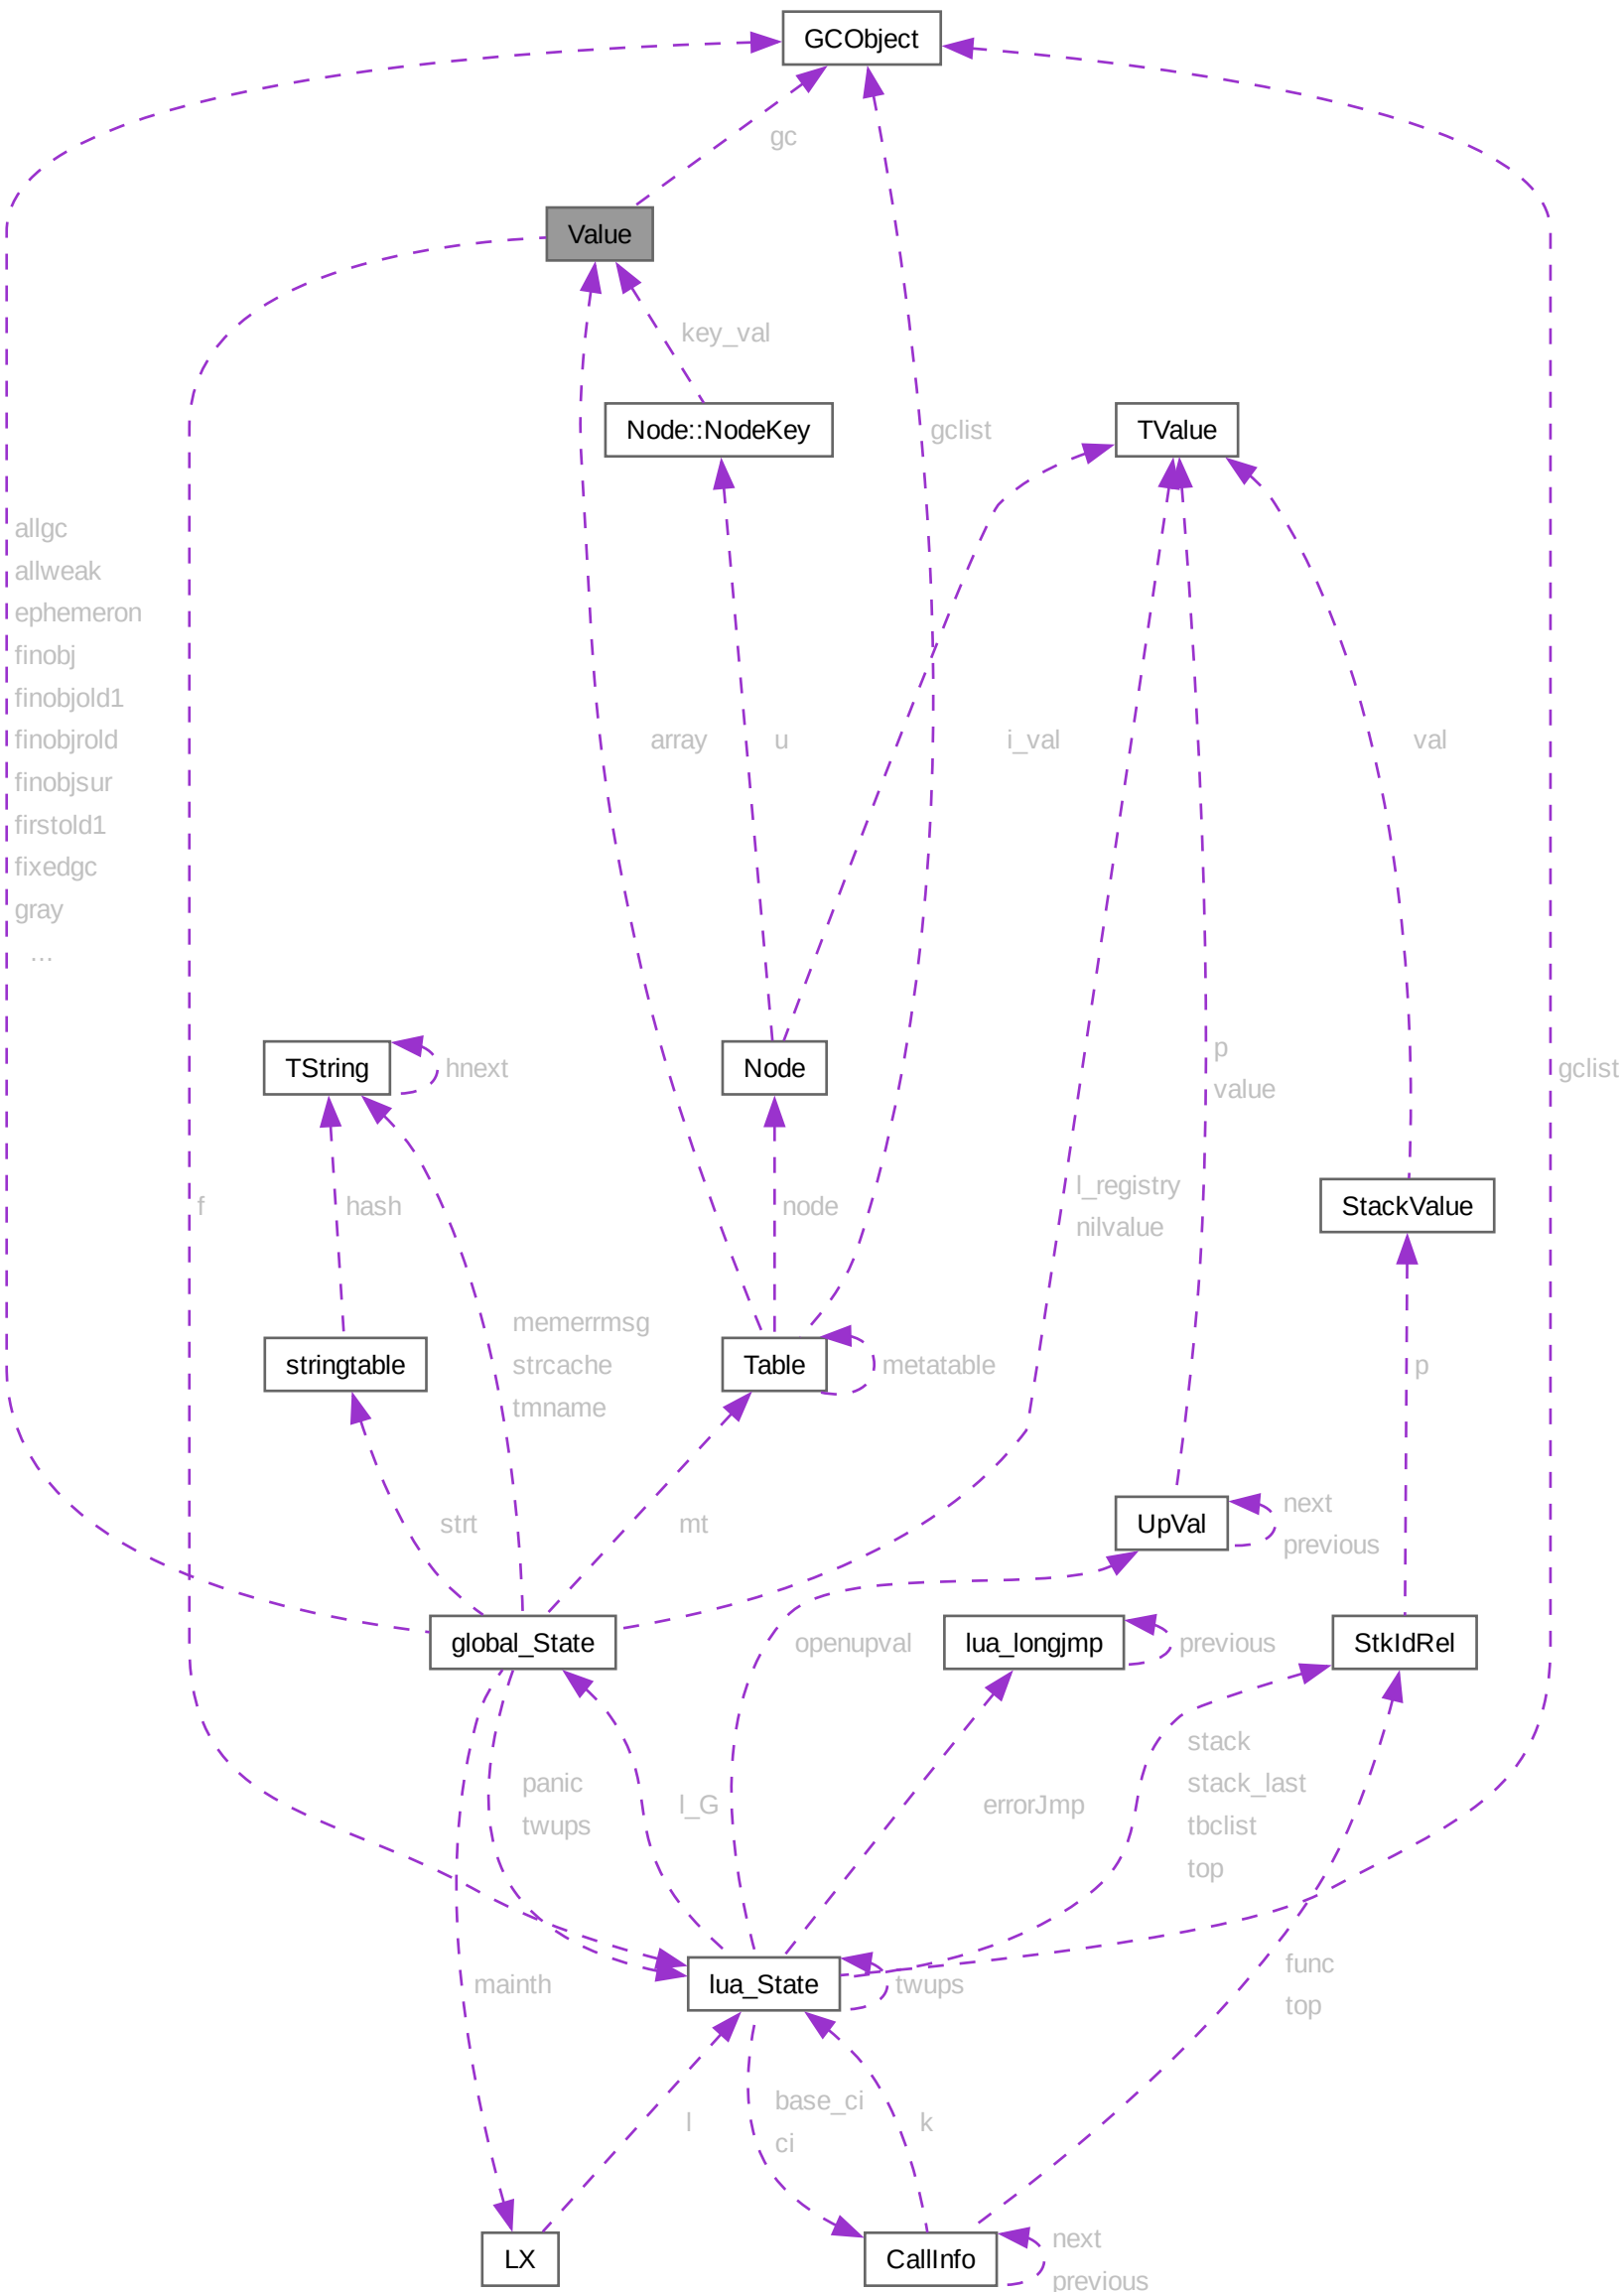 GCObject
gc
Value
key_val
Node::NodeKey
gclist
TValue
allgc
allweak
ephemeron
finobj
finobjold1
finobjrold
finobjsur
firstold1
fixedgc
gray
...
array
u
i_val
val
TString
hnext
Node
p
value
gclist
f
hash
node
l_registry
nilvalue
StackValue
memerrmsg
strcache
tmname
stringtable
Table
metatable
p
strt
mt
UpVal
next
previous
global_State
openupval
lua_longjmp
previous
StkIdRel
panic
twups
l_G
errorJmp
stack
stack_last
tbclist
top
mainth
lua_State
twups
func
top
l
base_ci
ci
k
LX
CallInfo
next
previous